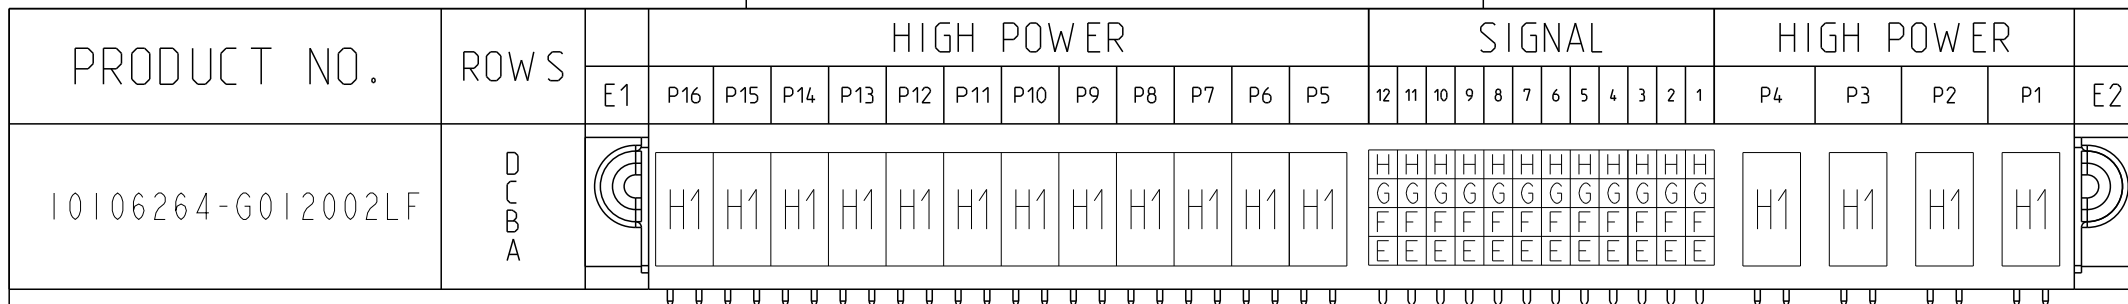 PRODUCT NO. ROWS HIGH POWER SIGNAL HIGH POWER
E1 P16 P15 P14 P13 P12 P11 P10 P9 P8 P7 P6 P5 12 11 10 9 8 7 6 5 4 3 2 1 P4 P3 P2 P1 E2
D H H H H H H H H H H H H
C G G G G G G G G G G G G
10106264-G012002LF H1 H1 H1 H1 H1 H1 H1 H1 H1 H1 H1 H1 H1 H1 H1 H1
B F F F F F F F F F F F F
A E E E E E E E E E E E E